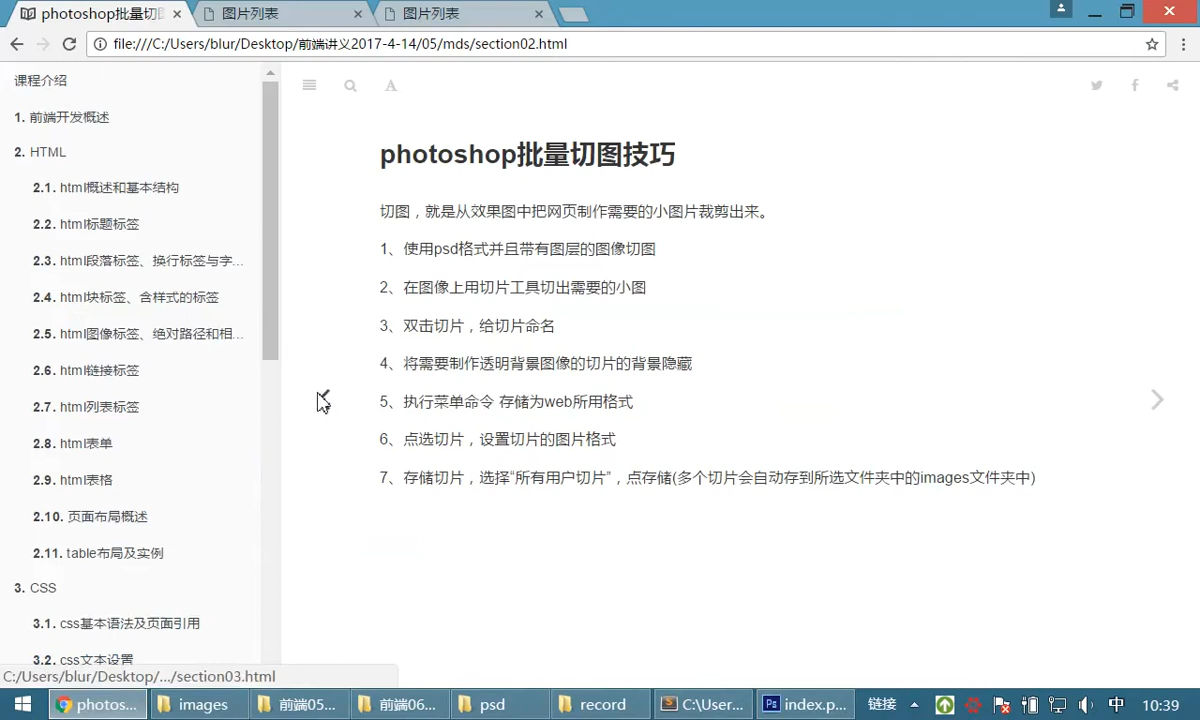 photoshop批量切图
图片列表
图片列表
file:///C:/Users/blur/Desktop/前端讲义2017-4-14/05/mds/section02.html
课程介绍
1. 前端开发概述
2. HTML
2.1. html概述和基本结构
2.2. html标题标签
2.3. html段落标签、换行标签与字...
2.4. html块标签、含样式的标签
2.5. html图像标签、绝对路径和相...
2.6. html链接标签
2.7. html列表标签
2.8. html表单
2.9. html表格
2.10. 页面布局概述
2.11. table布局及实例
3. CSS
3.1. css基本语法及页面引用
3.2. css文本设置
A
photoshop批量切图技巧
切图，就是从效果图中把网页制作需要的小图片裁剪出来。
1、使用psd格式并且带有图层的图像切图
2、在图像上用切片工具切出需要的小图
3、双击切片，给切片命名
4、将需要制作透明背景图像的切片的背景隐藏
5、执行菜单命令 存储为web所用格式
6、点选切片，设置切片的图片格式
7、存储切片，选择“所有用户切片”，点存储(多个切片会自动存到所选文件夹中的images文件夹中)
C:/Users/blur/Desktop/.../section03.html
photos...
images
前端05...
前端06...
psd
record
C:\User...
Ps
index.p...
链接
中
10:39